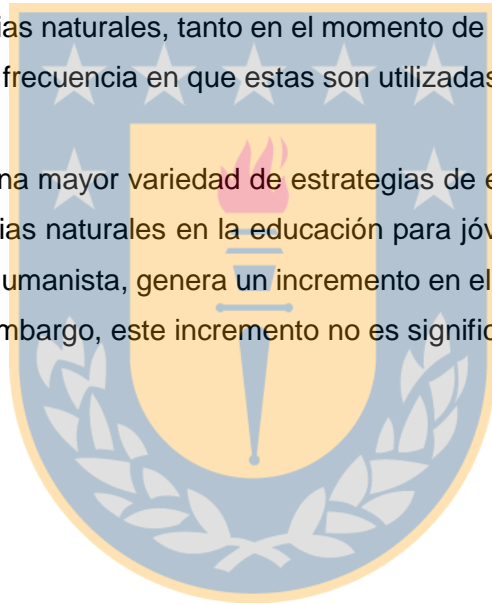 ias naturales, tanto en el momento de
frecuencia en que estas son utilizadas
na mayor variedad de estrategias de e
ias naturales en la educación para jóv
umanista, genera un incremento en el
mbargo, este incremento no es signific